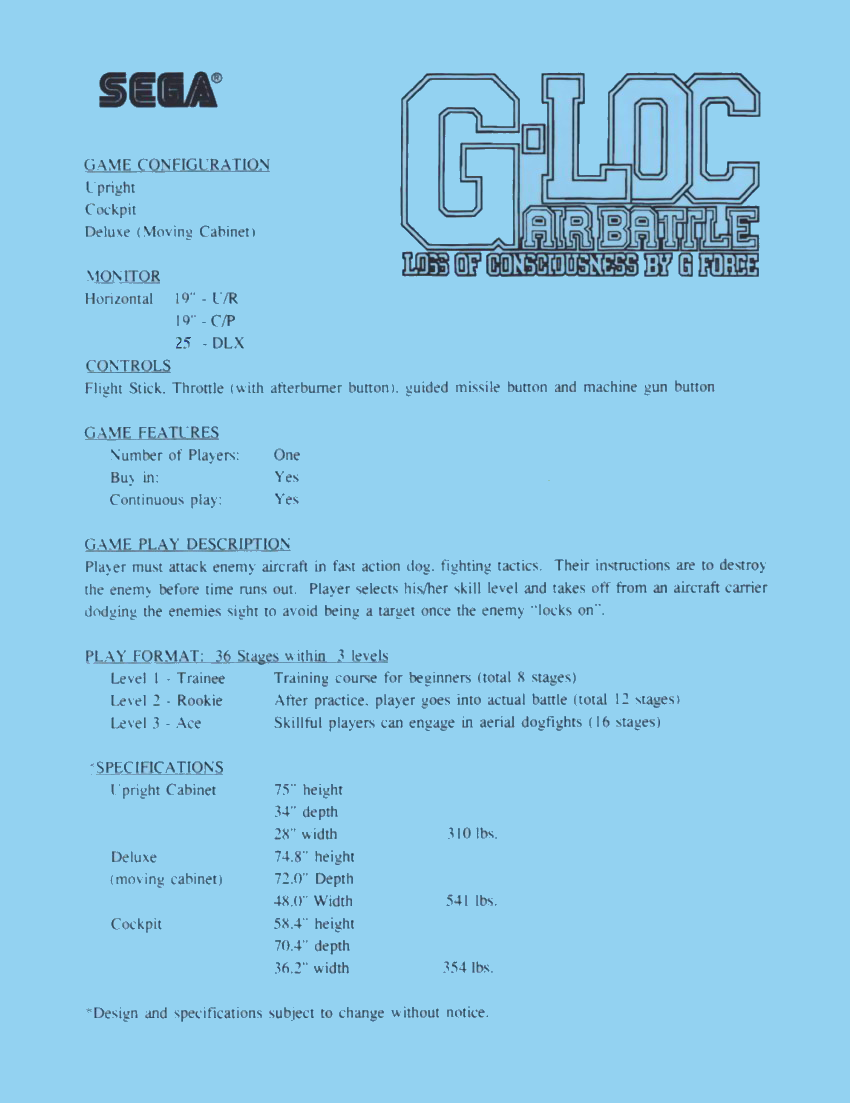 SEGA®
G-LOC
AIR BATTLE
LOSS OF CONSCIOUSNESS BY G FORCE
GAME CONFIGURATION
Upright
Cockpit
Deluxe (Moving Cabinet)
MONITOR
Horizontal 19" - U/R
19" - C/P
25 - DLX
CONTROLS
Flight Stick, Throttle (with afterburner button), guided missile button and machine gun button
GAME FEATURES
Number of Players: One
Buy in: Yes
Continuous play: Yes
GAME PLAY DESCRIPTION
Player must attack enemy aircraft in fast action dog, fighting tactics. Their instructions are to destroy
the enemy before time runs out. Player selects his/her skill level and takes off from an aircraft carrier
dodging the enemies sight to avoid being a target once the enemy "locks on".
PLAY FORMAT: 36 Stages within 3 levels
Level 1 - Trainee Training course for beginners (total 8 stages)
Level 2 - Rookie After practice, player goes into actual battle (total 12 stages)
Level 3 - Ace Skillful players can engage in aerial dogfights (16 stages)
*SPECIFICATIONS
Upright Cabinet 75" height
34" depth
28" width 310 lbs.
Deluxe 74.8" height
(moving cabinet) 72.0" Depth
48.0" Width 541 lbs.
Cockpit 58.4" height
70.4" depth
36.2" width 354 lbs.
*Design and specifications subject to change without notice.